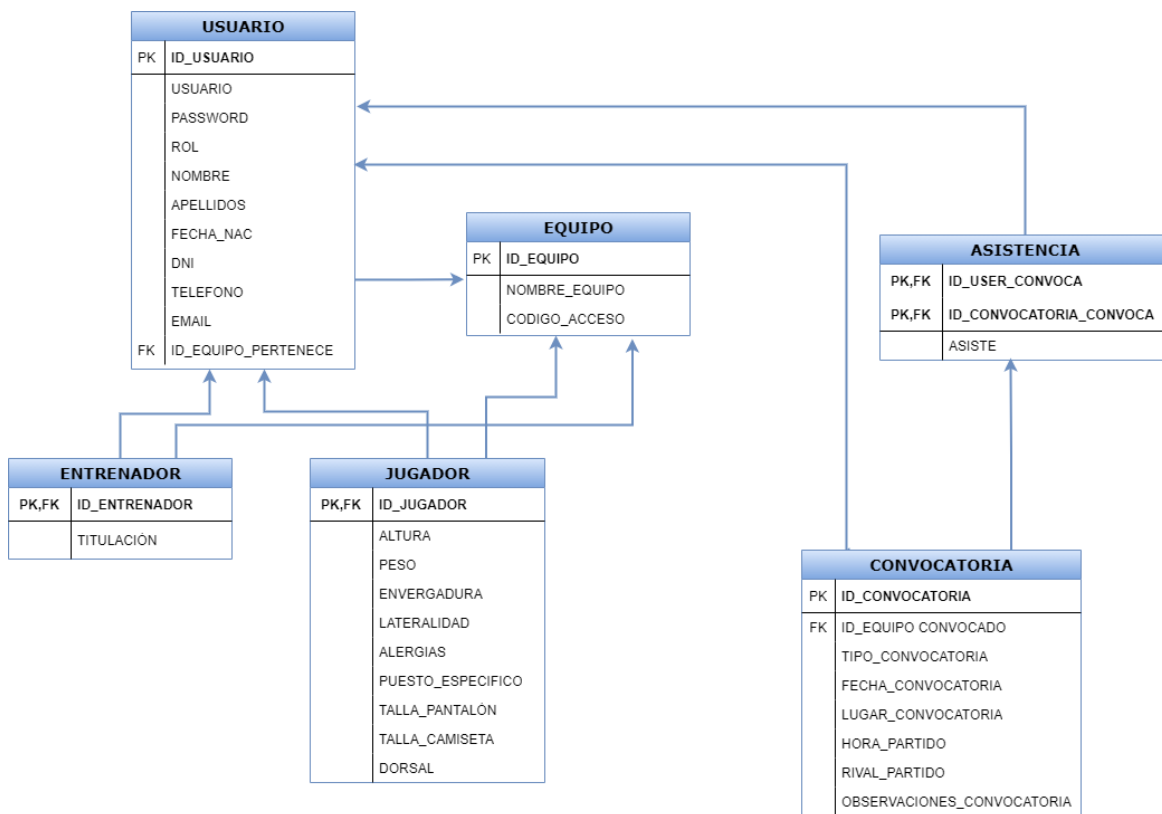 USUARIO
PK ID_USUARIO
USUARIO
PASSWORD
ROL
NOMBRE
APELLIDOS
FECHA_NAC
DNI
TELEFONO
EMAIL
FK ID_EQUIPO_PERTENECE
EQUIPO
PK ID_EQUIPO
NOMBRE_EQUIPO
CODIGO_ACCESO
ASISTENCIA
PK,FK ID_USER_CONVOCA
PK,FK ID_CONVOCATORIA_CONVOCA
ASISTE
ENTRENADOR
PK,FK ID_ENTRENADOR
TITULACIÓN
JUGADOR
PK,FK ID_JUGADOR
ALTURA
PESO
ENVERGADURA
LATERALIDAD
ALERGIAS
PUESTO_ESPECIFICO
TALLA_PANTALÓN
TALLA_CAMISETA
DORSAL
CONVOCATORIA
PK ID_CONVOCATORIA
FK ID_EQUIPO CONVOCADO
TIPO_CONVOCATORIA
FECHA_CONVOCATORIA
LUGAR_CONVOCATORIA
HORA_PARTIDO
RIVAL_PARTIDO
OBSERVACIONES_CONVOCATORIA